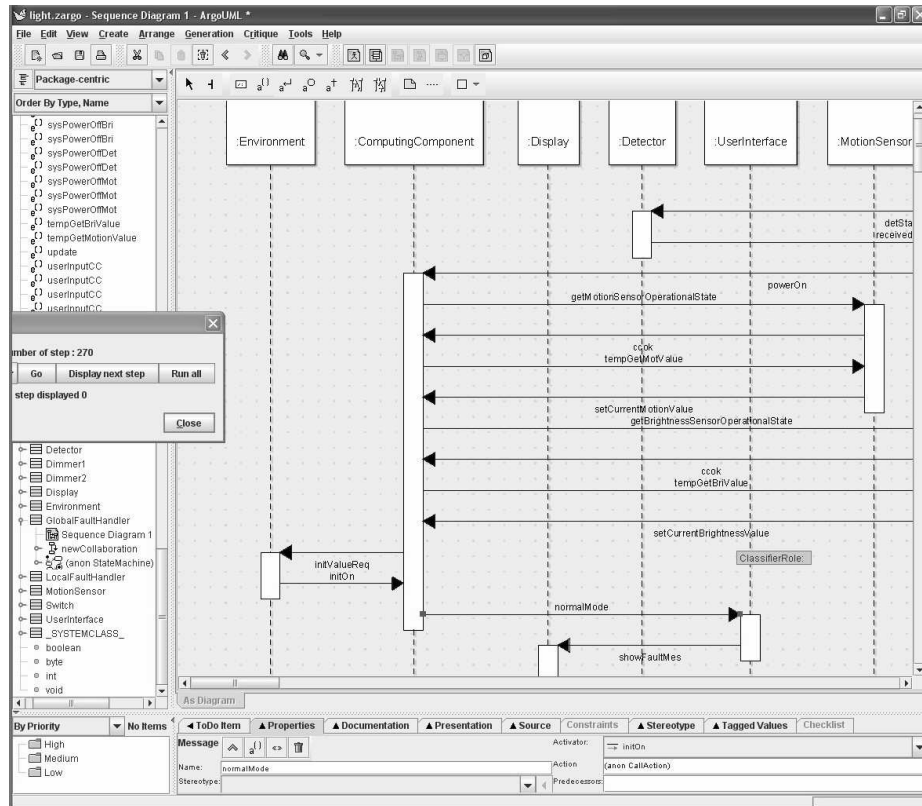 light.zargo - Sequence Diagram 1 - ArgoUML *
File Edit View Create Arrange Generation Critique Tools Help
Package-centric
Order By Type, Name
sysPowerOffBri
sysPowerOffBri
sysPowerOffDet
sysPowerOffDet
sysPowerOffMot
sysPowerOffMot
sysPowerOffMot
tempGetBriValue
tempGetMotionValue
update
userInputCC
userInputCC
userInputCC
userInputCC
umber of step : 270
Go Display next step Run all
step displayed 0
Close
Detector
Dimmer1
Dimmer2
Display
Environment
GlobalFaultHandler
Sequence Diagram 1
newCollaboration
(anon StateMachine)
LocalFaultHandler
MotionSensor
Switch
UserInterface
_SYSTEMCLASS_
boolean
byte
int
void
:Environment :ComputingComponent :Display :Detector :UserInterface :MotionSensor
detSta
received
powerOn
getMotionSensorOperationalState
ccok
tempGetMotValue
setCurrentMotionValue
getBrightnessSensorOperationalState
ccok
tempGetBriValue
setCurrentBrightnessValue
ClassifierRole:
initValueReq
initOn
normalMode
showFaultMes
As Diagram
By Priority No Items
High
Medium
Low
ToDo Item Properties Documentation Presentation Source Constraints Stereotype Tagged Values Checklist
Message
Name: normalMode
Stereotype:
Activator: initOn
Action (anon CallAction)
Predecessors: